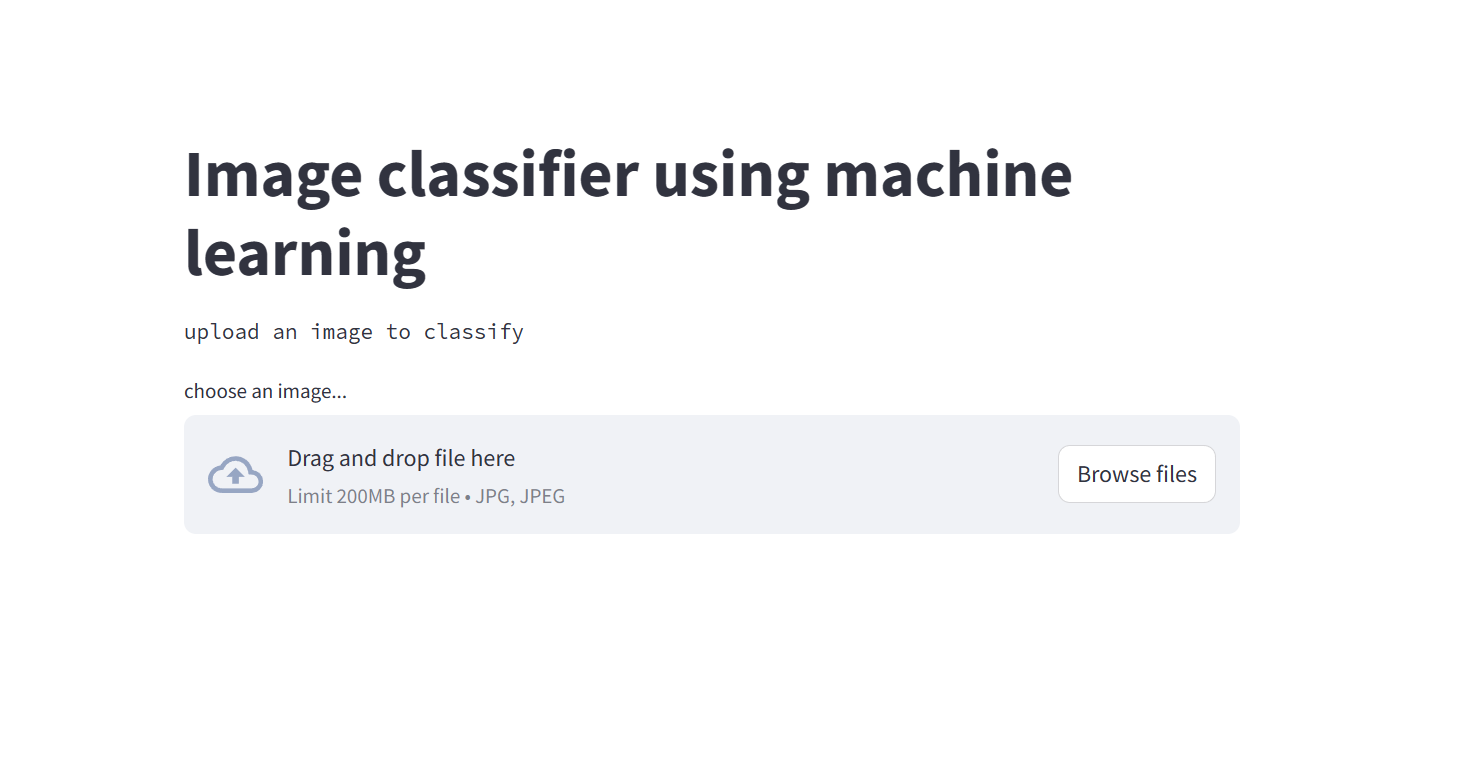 Image classifier using machine
learning
upload an image to classify
choose an image...
Drag and drop file here
Limit 200MB per file • JPG, JPEG
Browse files